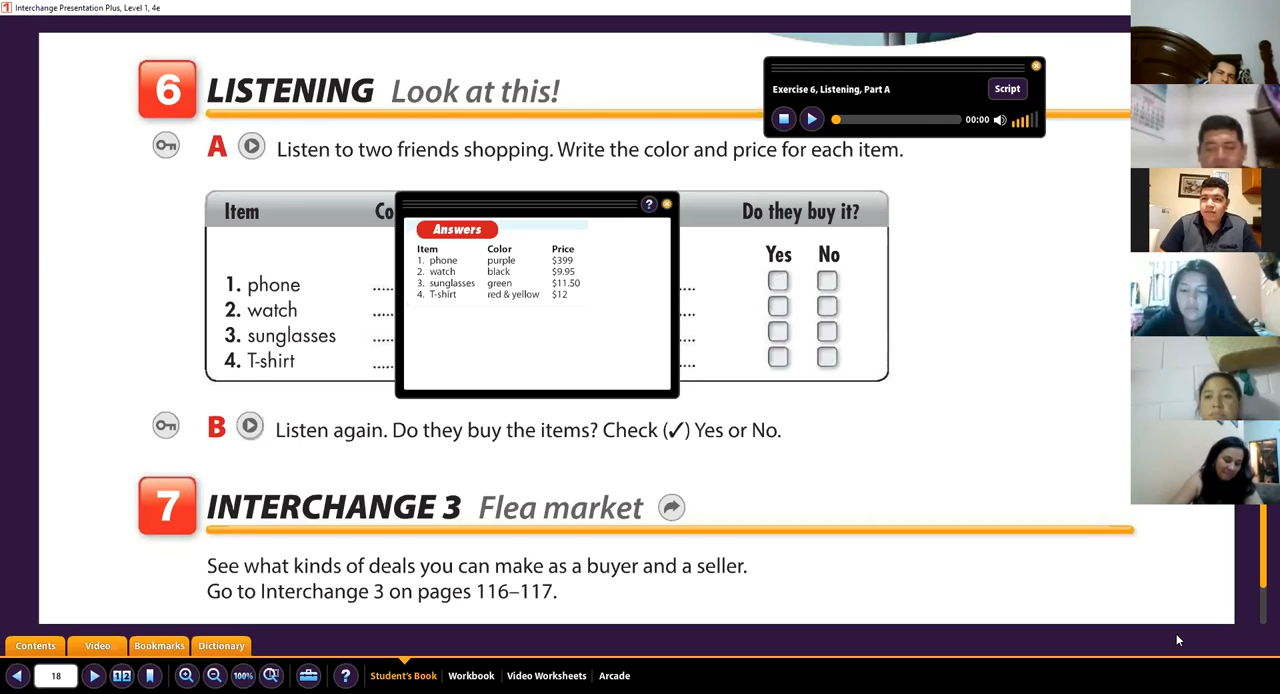 Interchange Presentation Plus, Level 1, 4e
6 LISTENING Look at this!
Exercise 6, Listening, Part A
Script
00:00
A Listen to two friends shopping. Write the color and price for each item.
Item Co Do they buy it?
Yes No
1. phone
2. watch
3. sunglasses
4. T-shirt
?
Answers
Item Color Price
1. phone purple $399
2. watch black $9.95
3. sunglasses green $11.50
4. T-shirt red & yellow $12
B Listen again. Do they buy the items? Check (✓) Yes or No.
7 INTERCHANGE 3 Flea market
See what kinds of deals you can make as a buyer and a seller.
Go to Interchange 3 on pages 116–117.
Contents Video Bookmarks Dictionary
18 12 100% ? Student's Book Workbook Video Worksheets Arcade